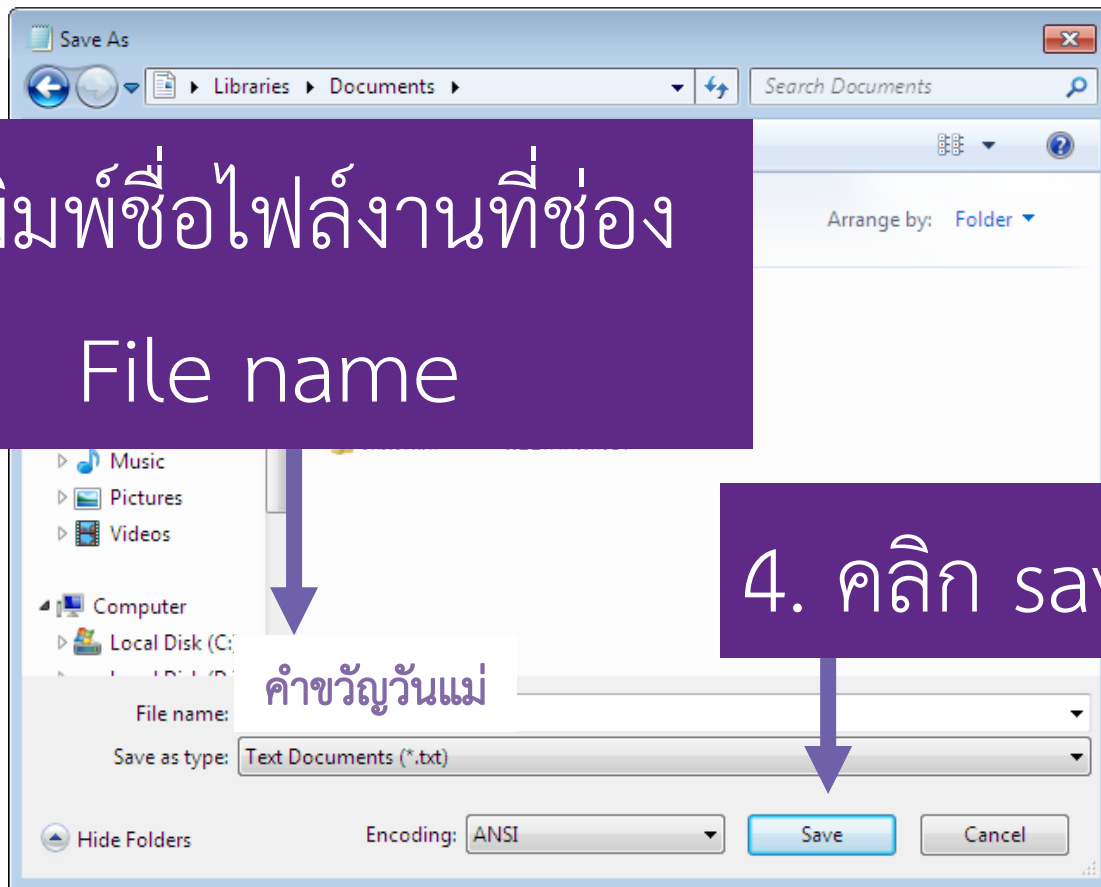 Save As
Libraries ▸ Documents ▸
Search Documents
พิมพ์ชื่อไฟล์งานที่ช่อง
File name
Arrange by: Folder
Music
Pictures
Videos
4. คลิก sav
Computer
Local Disk (C:)
คำขวัญวันแม่
File name:
Save as type: Text Documents (*.txt)
Hide Folders
Encoding: ANSI
Save
Cancel